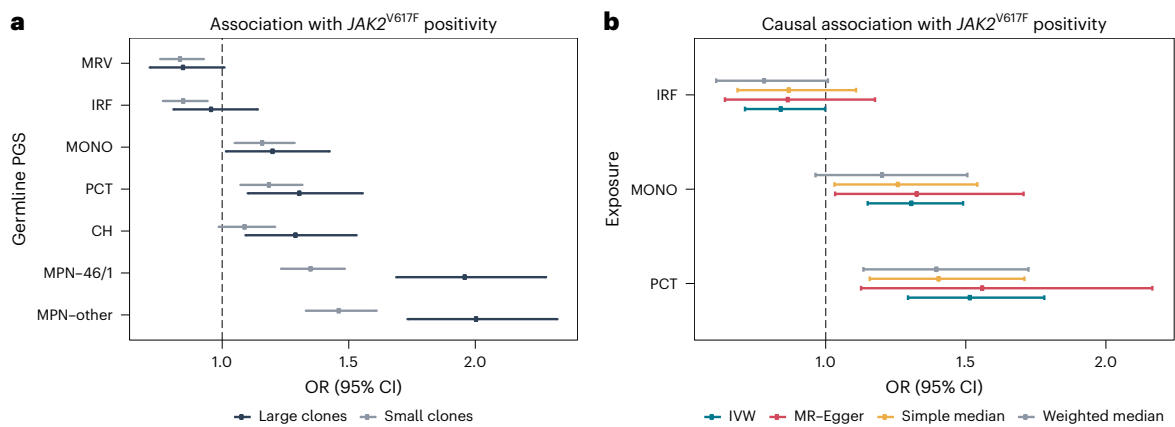 a
Association with JAK2V617F positivity
Germline PGS
MRV
IRF
MONO
PCT
CH
MPN–46/1
MPN–other
1.0 1.5 2.0
OR (95% CI)
Large clones Small clones
b
Causal association with JAK2V617F positivity
Exposure
IRF
MONO
PCT
1.0 1.5 2.0
OR (95% CI)
IVW MR–Egger Simple median Weighted median